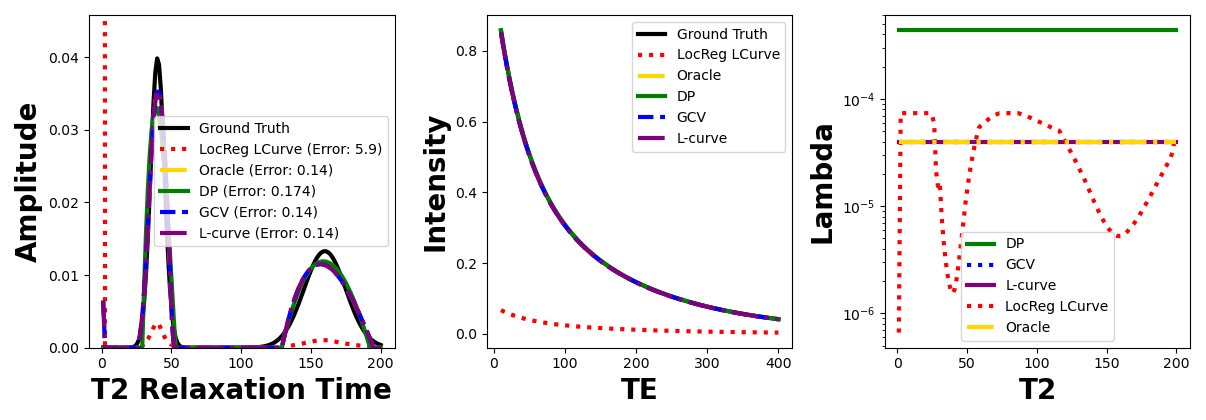 Amplitude
0.04
0.03
0.02
0.01
0.00
0
50
100
150
200
T2 Relaxation Time
Ground Truth
LocReg LCurve (Error: 5.9)
Oracle (Error: 0.14)
DP (Error: 0.174)
GCV (Error: 0.14)
L-curve (Error: 0.14)
Intensity
0.8
0.6
0.4
0.2
0.0
0
100
200
300
400
TE
Ground Truth
LocReg LCurve
Oracle
DP
GCV
L-curve
Lambda
10⁻⁴
10⁻⁵
10⁻⁶
0
50
100
150
200
T2
DP
GCV
L-curve
LocReg LCurve
Oracle